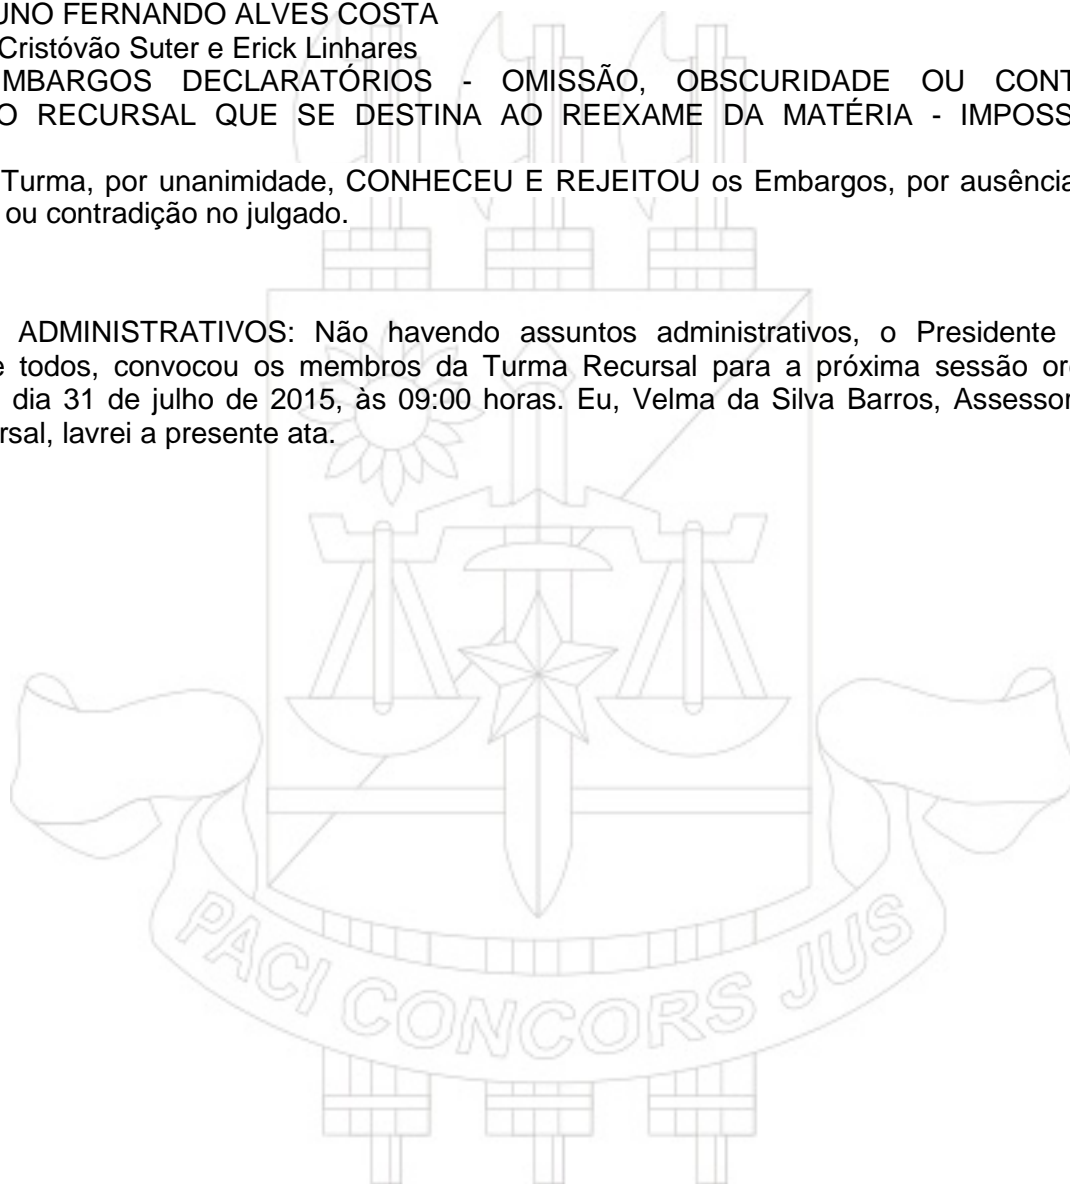 UNO FERNANDO ALVES COSTA
Cristóvão Suter e Erick Linhares
MBARGOS DECLARATÓRIOS - OMISSÃO, OBSCURIDADE OU CONT
O RECURSAL QUE SE DESTINA AO REEXAME DA MATÉRIA - IMPOSS
Turma, por unanimidade, CONHECEU E REJEITOU os Embargos, por ausência
ou contradição no julgado.
ADMINISTRATIVOS: Não havendo assuntos administrativos, o Presidente
e todos, convocou os membros da Turma Recursal para a próxima sessão or
dia 31 de julho de 2015, às 09:00 horas. Eu, Velma da Silva Barros, Assessor
rsal, lavrei a presente ata.
PACI CONCORS JUS